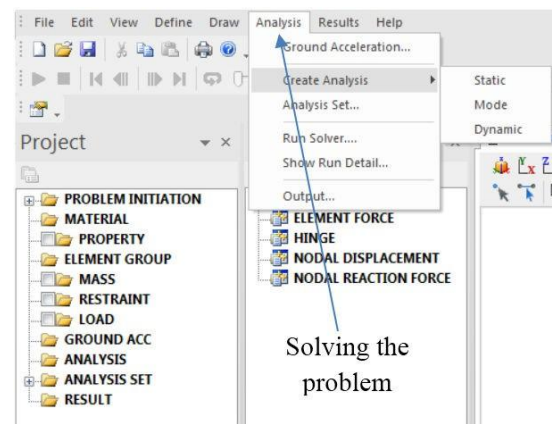 File Edit View Define Draw Analysis Results Help
Ground Acceleration...
Create Analysis
Analysis Set...
Run Solver....
Show Run Detail...
Output...
Static
Mode
Dynamic
Project
PROBLEM INITIATION
MATERIAL
PROPERTY
ELEMENT GROUP
MASS
RESTRAINT
LOAD
GROUND ACC
ANALYSIS
ANALYSIS SET
RESULT
ELEMENT FORCE
HINGE
NODAL DISPLACEMENT
NODAL REACTION FORCE
Solving the
problem